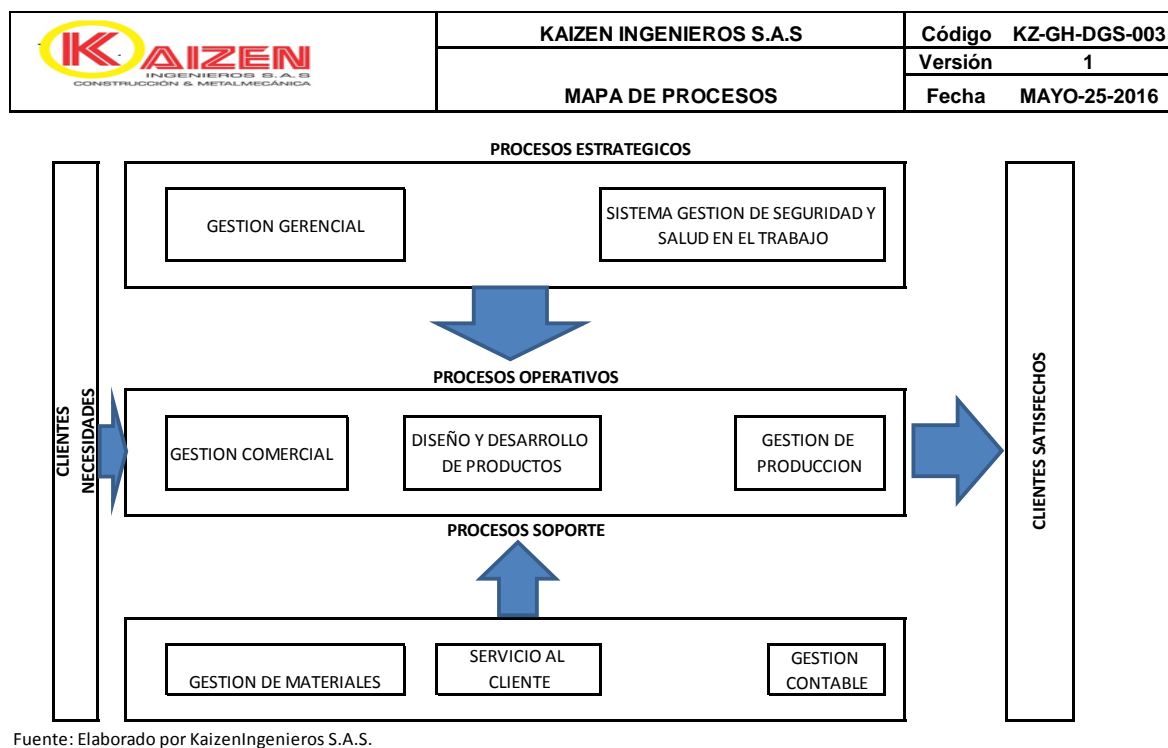 KAIZEN
INGENIEROS S.A.S
CONSTRUCCIÓN & METALMECÁNICA
KAIZEN INGENIEROS S.A.S
Código KZ-GH-DGS-003
Versión 1
MAPA DE PROCESOS
Fecha MAYO-25-2016
PROCESOS ESTRATEGICOS
GESTION GERENCIAL
SISTEMA GESTION DE SEGURIDAD Y
SALUD EN EL TRABAJO
CLIENTES
NECESIDADES
PROCESOS OPERATIVOS
GESTION COMERCIAL
DISEÑO Y DESARROLLO
DE PRODUCTOS
GESTION DE
PRODUCCION
CLIENTES SATISFECHOS
PROCESOS SOPORTE
GESTION DE MATERIALES
SERVICIO AL
CLIENTE
GESTION
CONTABLE
Fuente: Elaborado por KaizenIngenieros S.A.S.